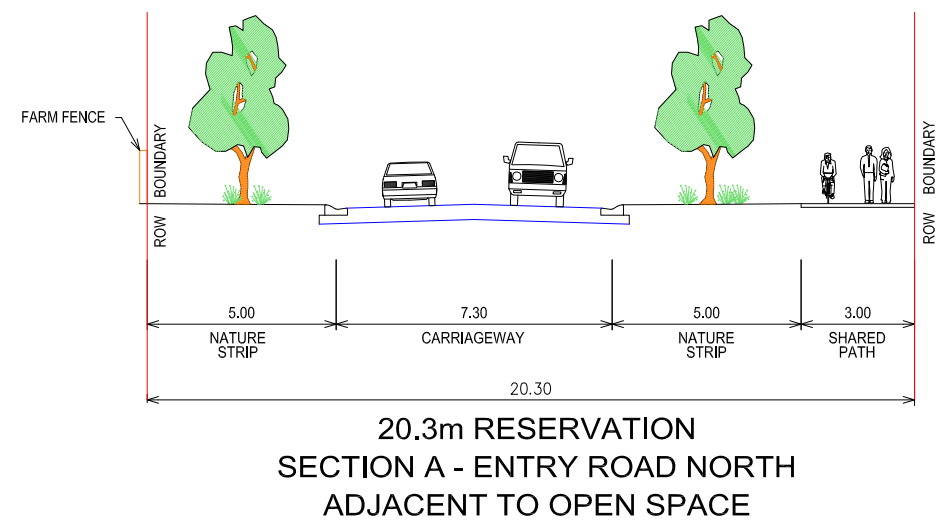 FARM FENCE
BOUNDARY
ROW
BOUNDARY
ROW
5.00
NATURE
STRIP
7.30
CARRIAGEWAY
5.00
NATURE
STRIP
3.00
SHARED
PATH
20.30
20.3m RESERVATION
SECTION A - ENTRY ROAD NORTH
ADJACENT TO OPEN SPACE